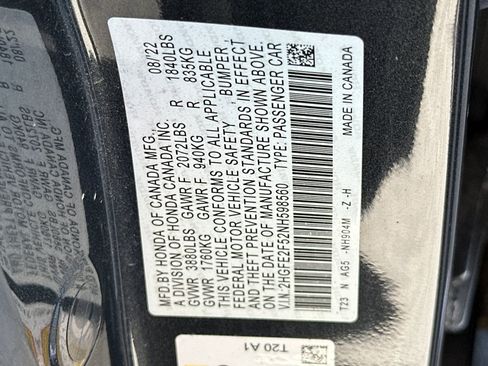 MFD BY HONDA OF CANADA MFG. 08/22
A DIVISION OF HONDA CANADA INC.
GVWR 3880LBS GAWR F 2072LBS R 1840LBS
GVWR 1760KG GAWR F 940KG R 835KG
THIS VEHICLE CONFORMS TO ALL APPLICABLE
FEDERAL MOTOR VEHICLE SAFETY , BUMPER ,
AND THEFT PREVENTION STANDARDS IN EFFECT
ON THE DATE OF MANUFACTURE SHOWN ABOVE.
V.I.N. 2HGFE2F52NH598560 TYPE: PASSENGER CAR
T23 N AG5 -NH904M -Z -H MADE IN CANADA
T20 A1